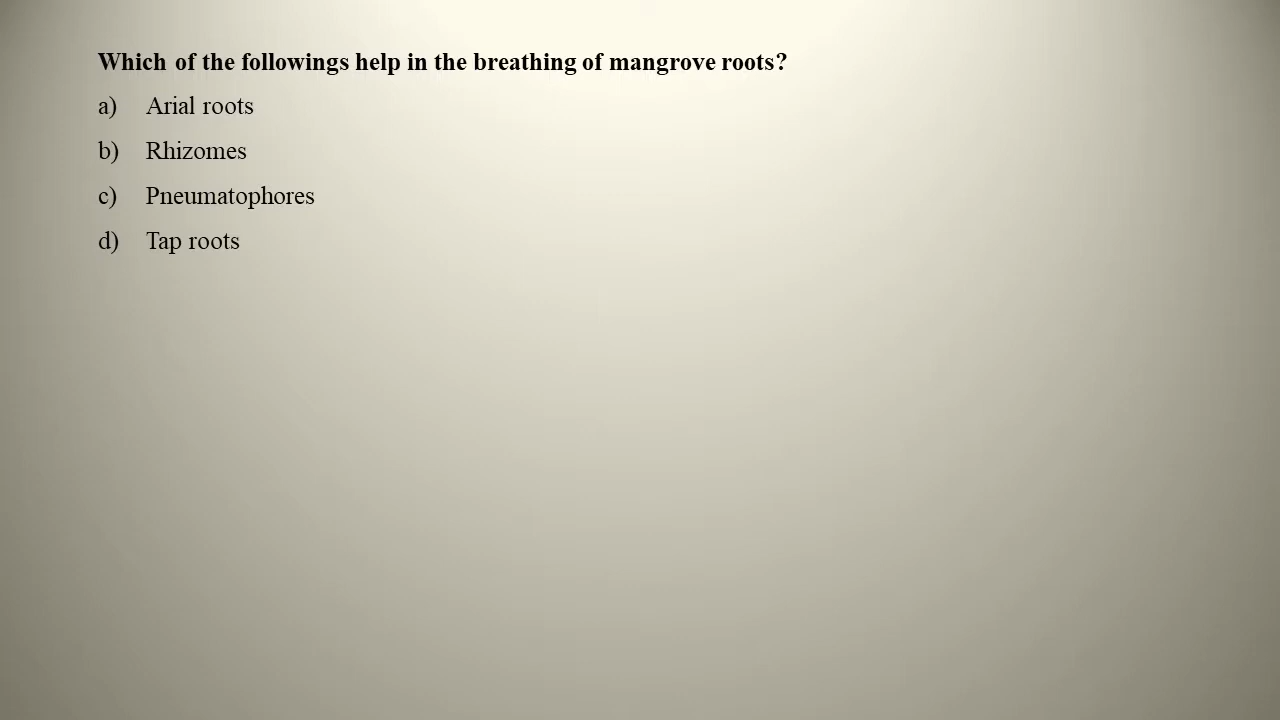 Which of the followings help in the breathing of mangrove roots?
a) Arial roots
b) Rhizomes
c) Pneumatophores
d) Tap roots